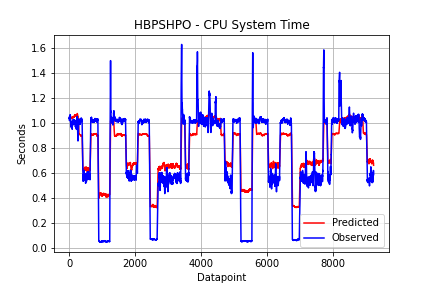 HBPSHPO - CPU System Time
1.6
1.4
1.2
1.0
0.8
0.6
0.4
0.2
0.0
Seconds
0 2000 4000 6000 8000
Datapoint
Predicted
Observed